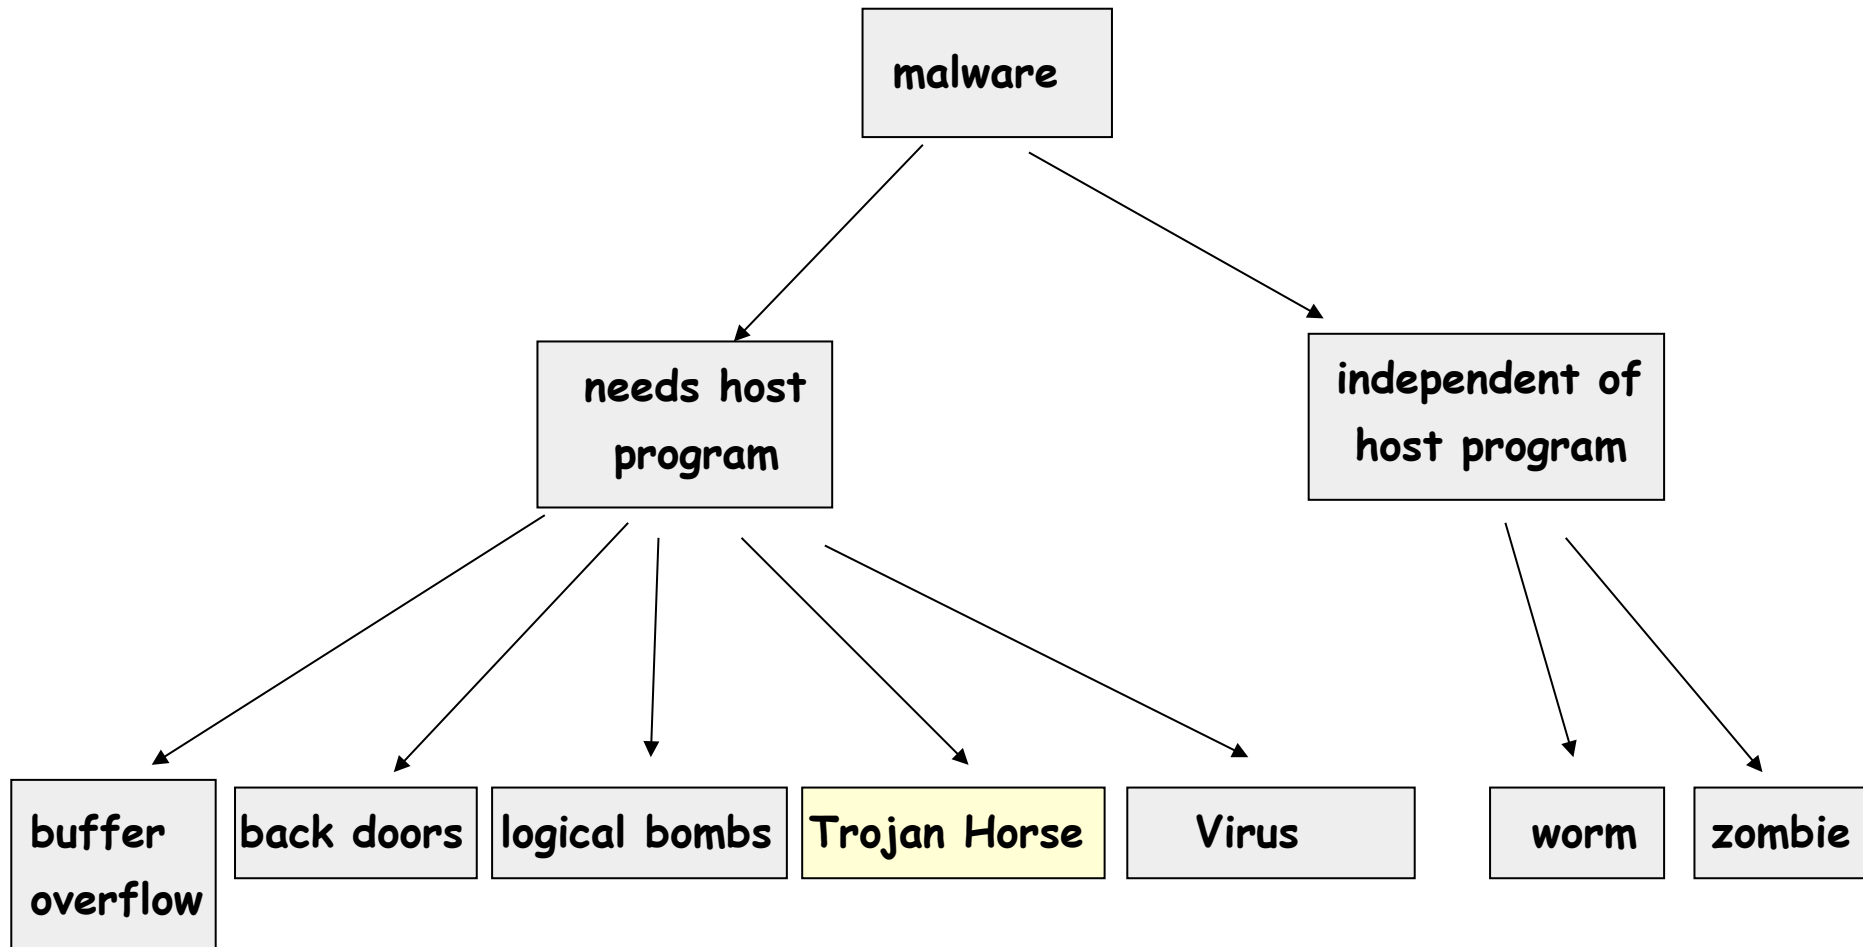 malware
needs host
program
independent of
host program
buffer
overflow
back doors
logical bombs
Trojan Horse
Virus
worm
zombie